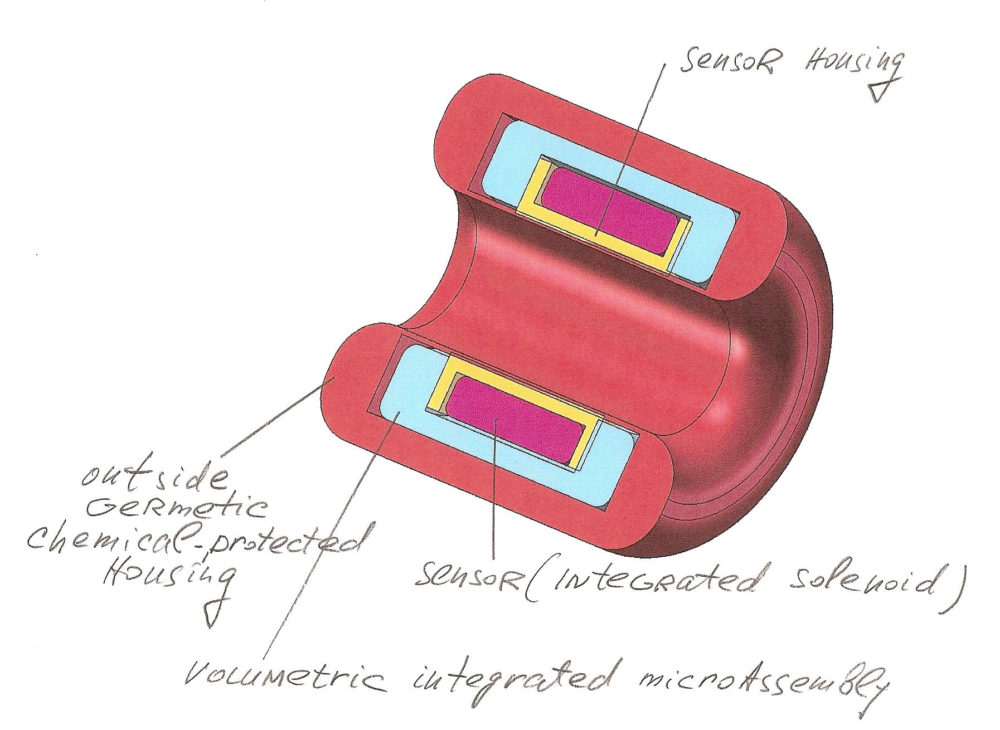 Sensor Housing
outside
Germetic
chemical-protected
Housing
Sensor (integrated solenoid)
Volumetric integrated microAssembly